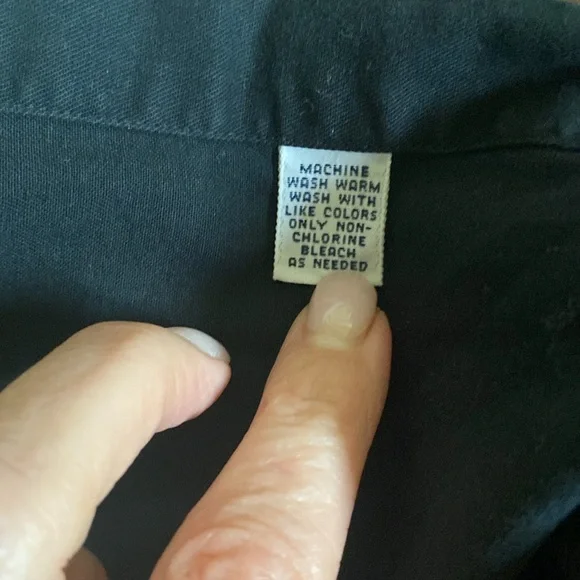 MACHINE
WASH WARM
WASH WITH
LIKE COLORS
ONLY NON-
CHLORINE
BLEACH
AS NEEDED